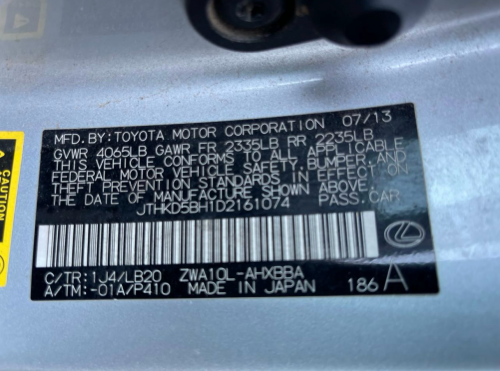 MFD. BY: TOYOTA MOTOR CORPORATION 07/13
GVWR 4065LB GAWR FR 2335LB RR 2235LB
THIS VEHICLE CONFORMS TO ALL APPLICABLE
FEDERAL MOTOR VEHICLE SAFETY, BUMPER, AND
THEFT PREVENTION STANDARDS IN EFFECT ON
THE DATE OF MANUFACTURE SHOWN ABOVE.
JTHKD5BH1D2161074 PASS.CAR
C/TR:1J4/LB20 ZWA10L-AHXBBA
A/TM:-01A/P410 MADE IN JAPAN 186 A
CAUTION